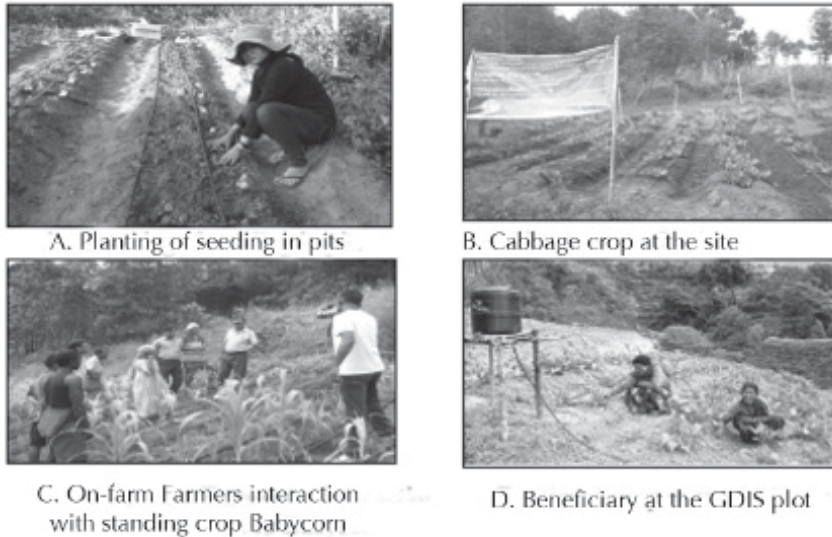 A. Planting of seeding in pits
B. Cabbage crop at the site
C. On-farm Farmers interaction
with standing crop Babycorn
D. Beneficiary at the GDIS plot